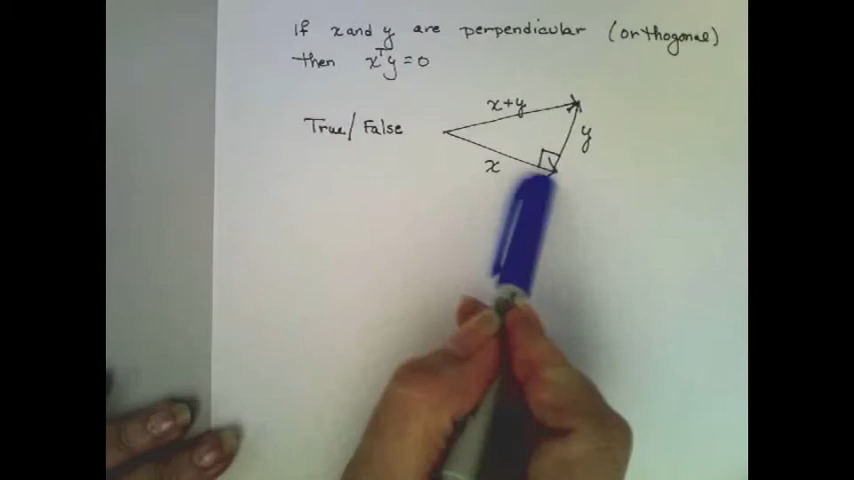 If x and y are perpendicular (orthogonal)
then xᵀy = 0
True/False
x+y
y
x